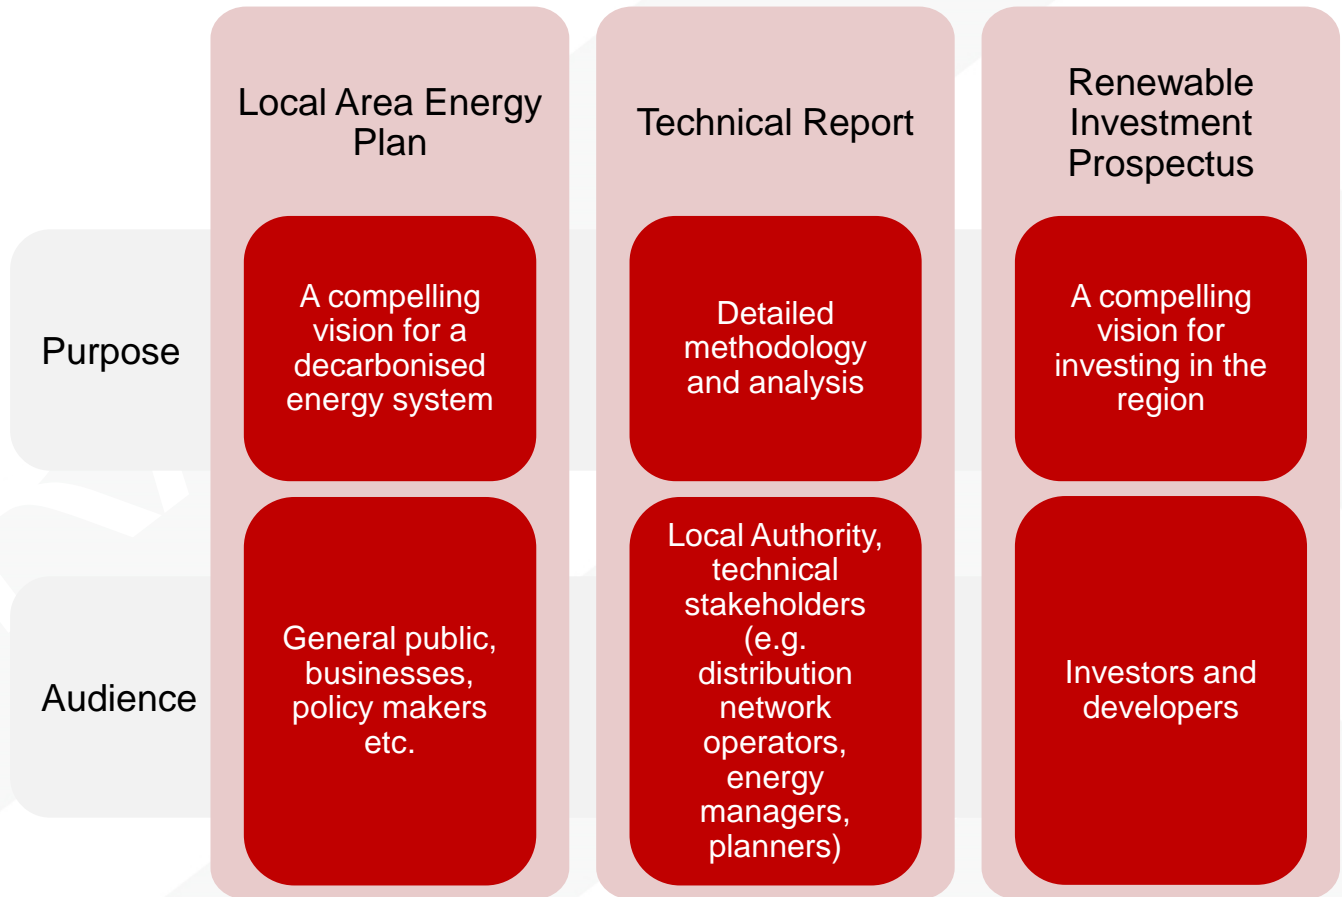 Local Area Energy
Plan
Technical Report
Renewable
Investment
Prospectus
Purpose
A compelling
vision for a
decarbonised
energy system
Detailed
methodology
and analysis
A compelling
vision for
investing in the
region
Audience
General public,
businesses,
policy makers
etc.
Local Authority,
technical
stakeholders
(e.g.
distribution
network
operators,
energy
managers,
planners)
Investors and
developers